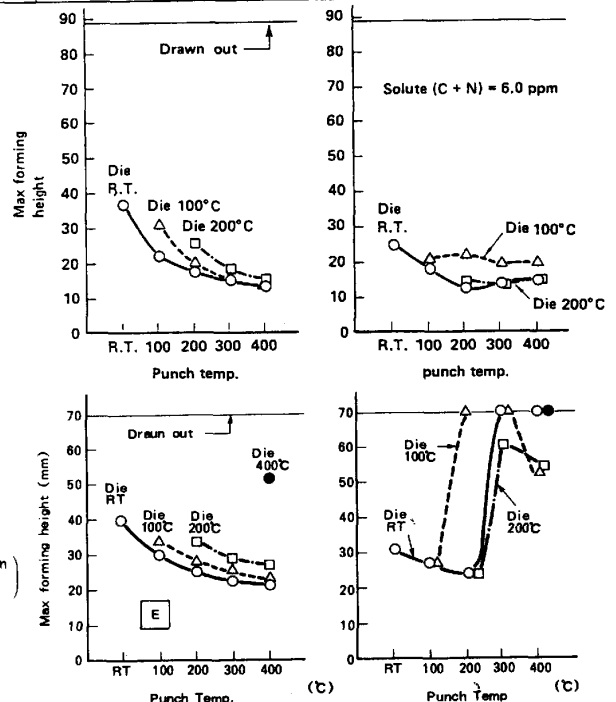 90
80
70
60
50
40
30
20
10
0
Max forming
height
Drawn out
Die
R.T.
Die 100°C
Die 200°C
R.T. 100 200 300 400
Punch temp.
90
80
70
60
50
40
30
20
10
0
Solute (C + N) = 6.0 ppm
Die
R.T.
Die 100°C
Die 200°C
R.T. 100 200 300 400
punch temp.
70
60
50
40
30
20
10
0
Max forming height (mm)
Draun out
Die
400℃
Die
RT
Die
100℃
Die
200℃
E
n
RT 100 200 300 400
Punch Temp. (℃)
70
60
50
40
30
20
10
0
Die
100℃
Die
RT
Die
200℃
RT 100 200 300 400
Punch Temp (℃)